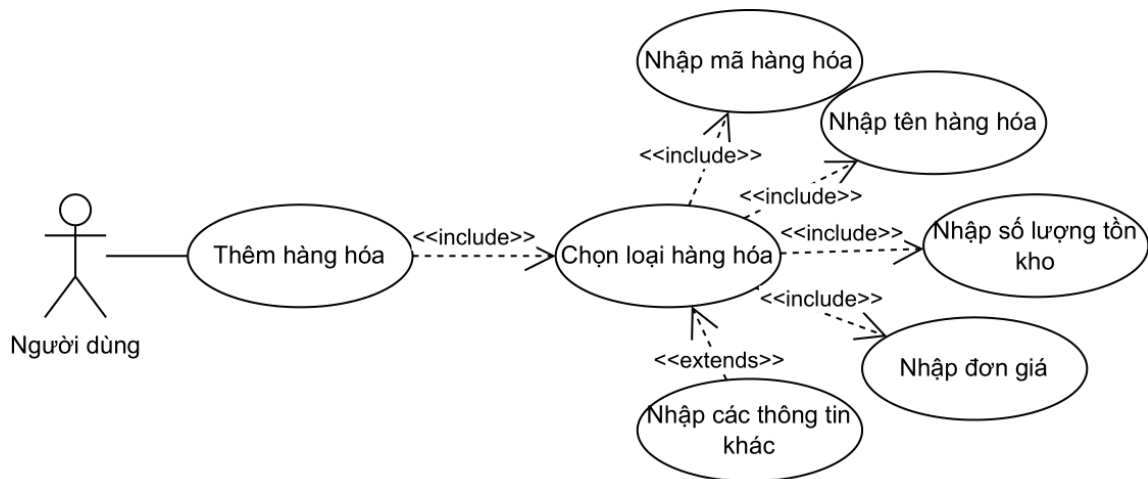 Nhập mã hàng hóa
Nhập tên hàng hóa
<<include>>
<<include>>
<<include>>
Thêm hàng hóa
<<include>>
Chọn loại hàng hóa
Nhập số lượng tồn
kho
<<include>>
Người dùng
<<extends>>
Nhập đơn giá
Nhập các thông tin
khác